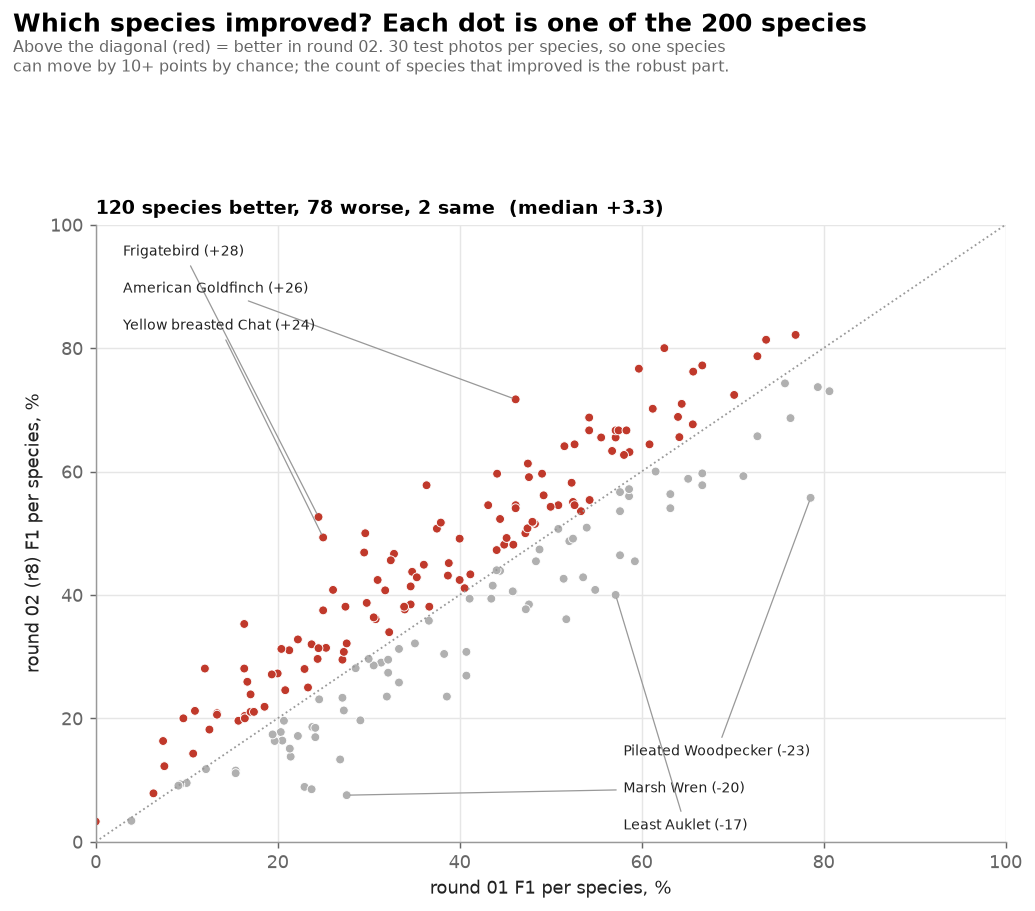 Which species improved? Each dot is one of the 200 species
Above the diagonal (red) = better in round 02. 30 test photos per species, so one species
can move by 10+ points by chance; the count of species that improved is the robust part.
120 species better, 78 worse, 2 same  (median +3.3)
100
Frigatebird (+28)
American Goldfinch (+26)
Yellow breasted Chat (+24)
80
60
40
20
0
round 02 (r8) F1 per species, %
Pileated Woodpecker (-23)
Marsh Wren (-20)
Least Auklet (-17)
0
20
40
60
80
100
round 01 F1 per species, %